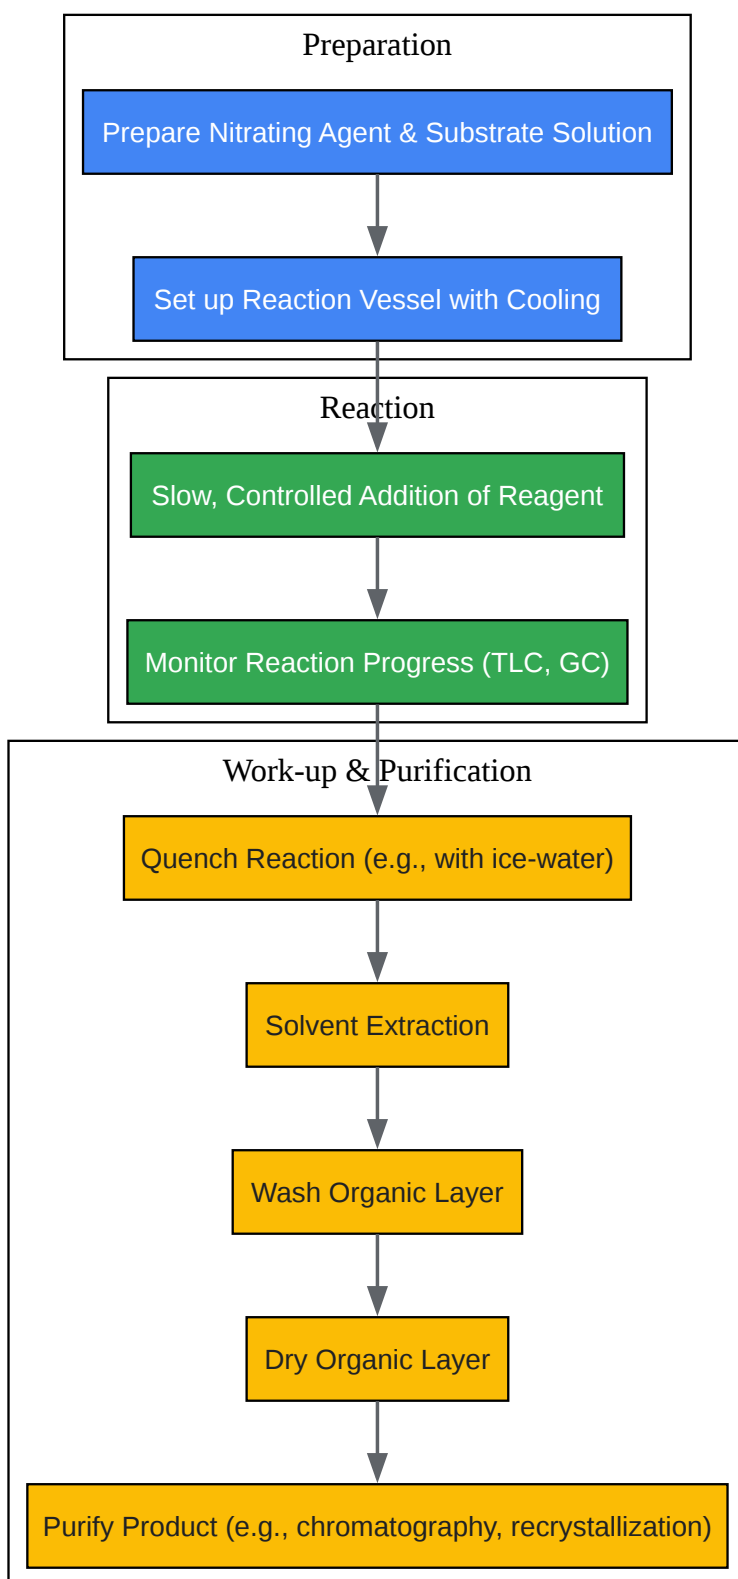 Preparation
Prepare Nitrating Agent & Substrate Solution
Set up Reaction Vessel with Cooling
Reaction
Slow, Controlled Addition of Reagent
Monitor Reaction Progress (TLC, GC)
Work-up & Purification
Quench Reaction (e.g., with ice-water)
Solvent Extraction
Wash Organic Layer
Dry Organic Layer
Purify Product (e.g., chromatography, recrystallization)